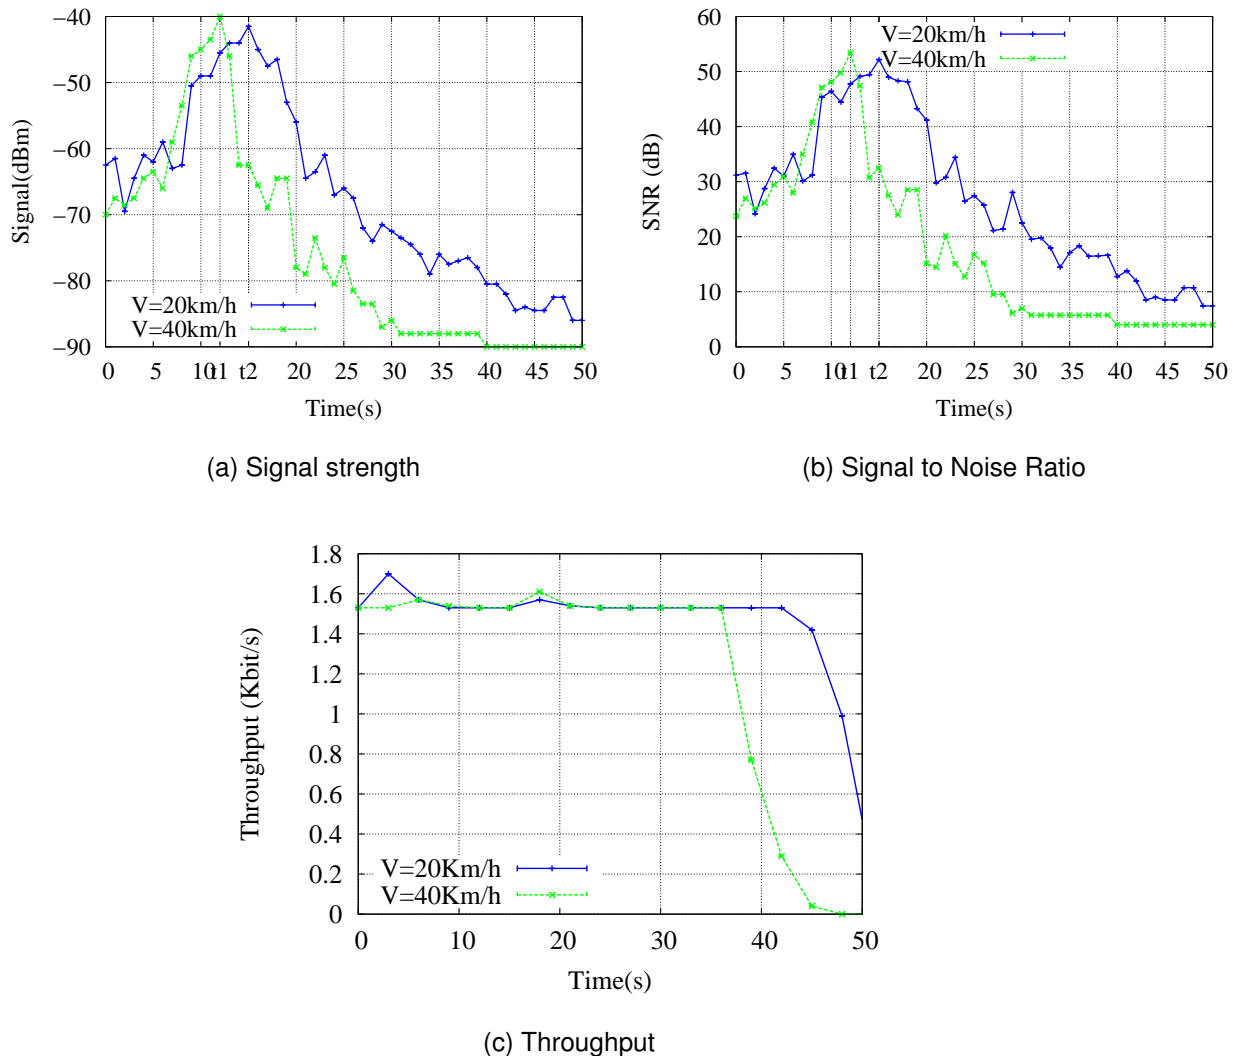 −40
−50
−60
−70
−80
−90
Signal(dBm)
V=20km/h
V=40km/h
0 5 10 t1 t2 20 25 30 35 40 45 50
Time(s)
(a) Signal strength
60
50
40
30
20
10
0
SNR (dB)
V=20km/h
V=40km/h
0 5 10 t1 t2 20 25 30 35 40 45 50
Time(s)
(b) Signal to Noise Ratio
1.8
1.6
1.4
1.2
1
0.8
0.6
0.4
0.2
0
Throughput (Kbit/s)
V=20Km/h
V=40Km/h
0 10 20 30 40 50
Time(s)
(c) Throughput